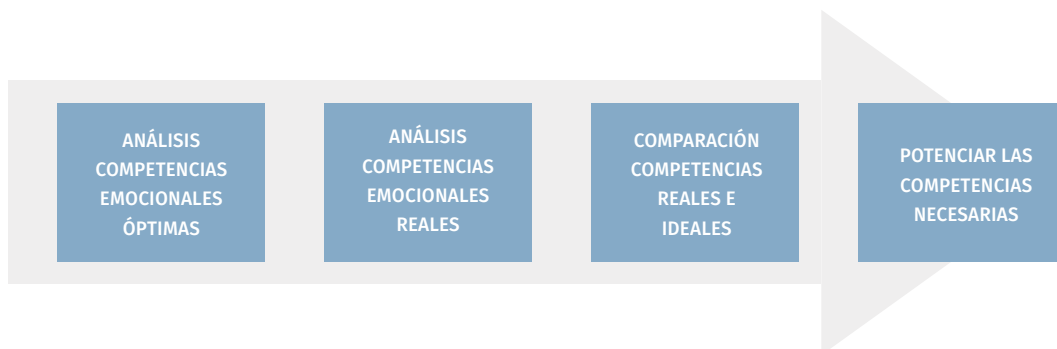 ANÁLISIS
COMPETENCIAS
EMOCIONALES
ÓPTIMAS
ANÁLISIS
COMPETENCIAS
EMOCIONALES
REALES
COMPARACIÓN
COMPETENCIAS
REALES E
IDEALES
POTENCIAR LAS
COMPETENCIAS
NECESARIAS